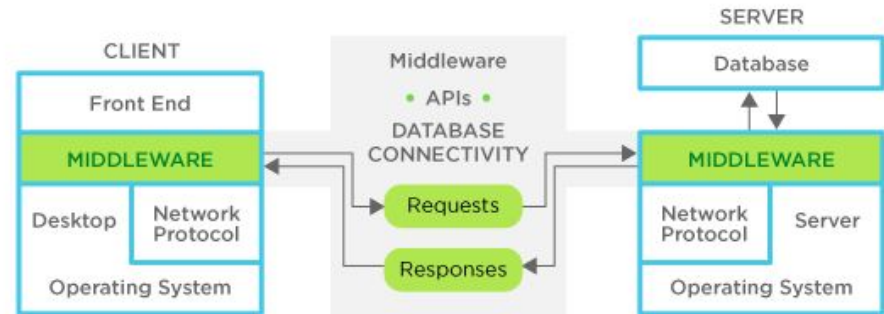 CLIENT
Front End
MIDDLEWARE
Desktop
Network
Protocol
Operating System
Middleware
• APIs •
DATABASE
CONNECTIVITY
Requests
Responses
SERVER
Database
MIDDLEWARE
Network
Protocol
Server
Operating System